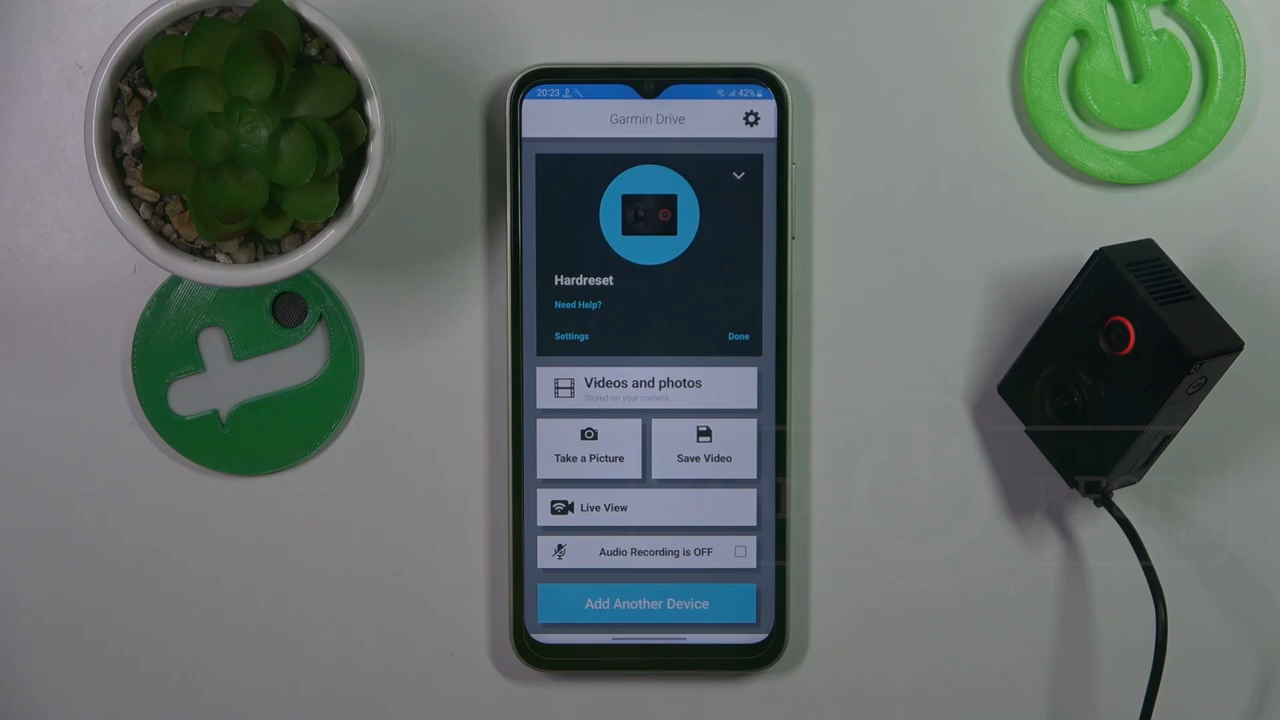 20:23
42%
Garmin Drive
Hardreset
Need Help?
Settings
Done
Videos and photos
Stored on your camera
Take a Picture
Save Video
Live View
Audio Recording is OFF
Add Another Device